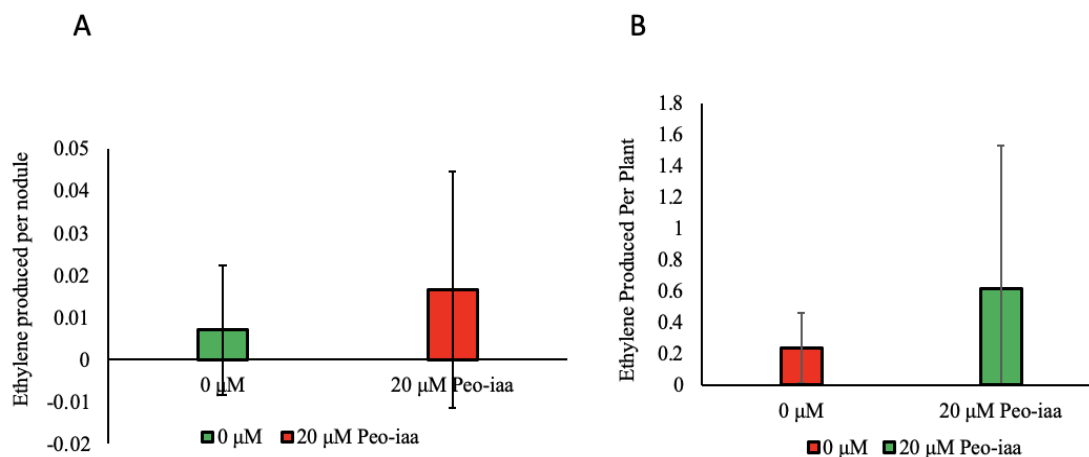 A
Ethylene produced per nodule
0.05
0.04
0.03
0.02
0.01
0
-0.01
-0.02
0 μM
20 μM Peo-iaa
0 μM 20 μM Peo-iaa
B
Ethylene Produced Per Plant
1.8
1.6
1.4
1.2
1
0.8
0.6
0.4
0.2
0
0 μM
20 μM Peo-iaa
0 μM 20 μM Peo-iaa